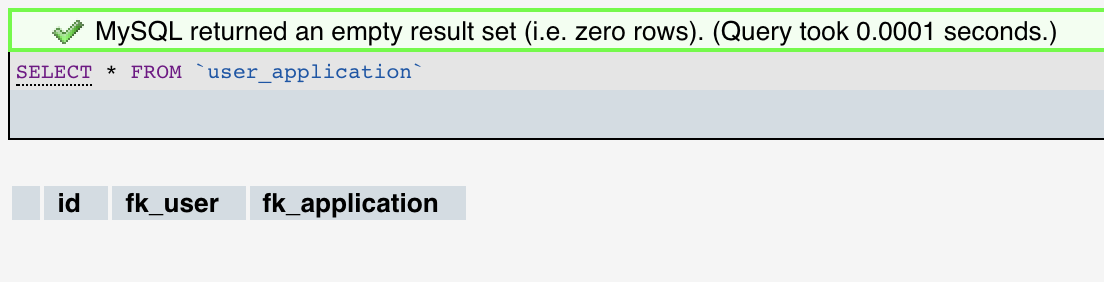 MySQL returned an empty result set (i.e. zero rows). (Query took 0.0001 seconds.)
SELECT * FROM `user_application`
id fk_user fk_application